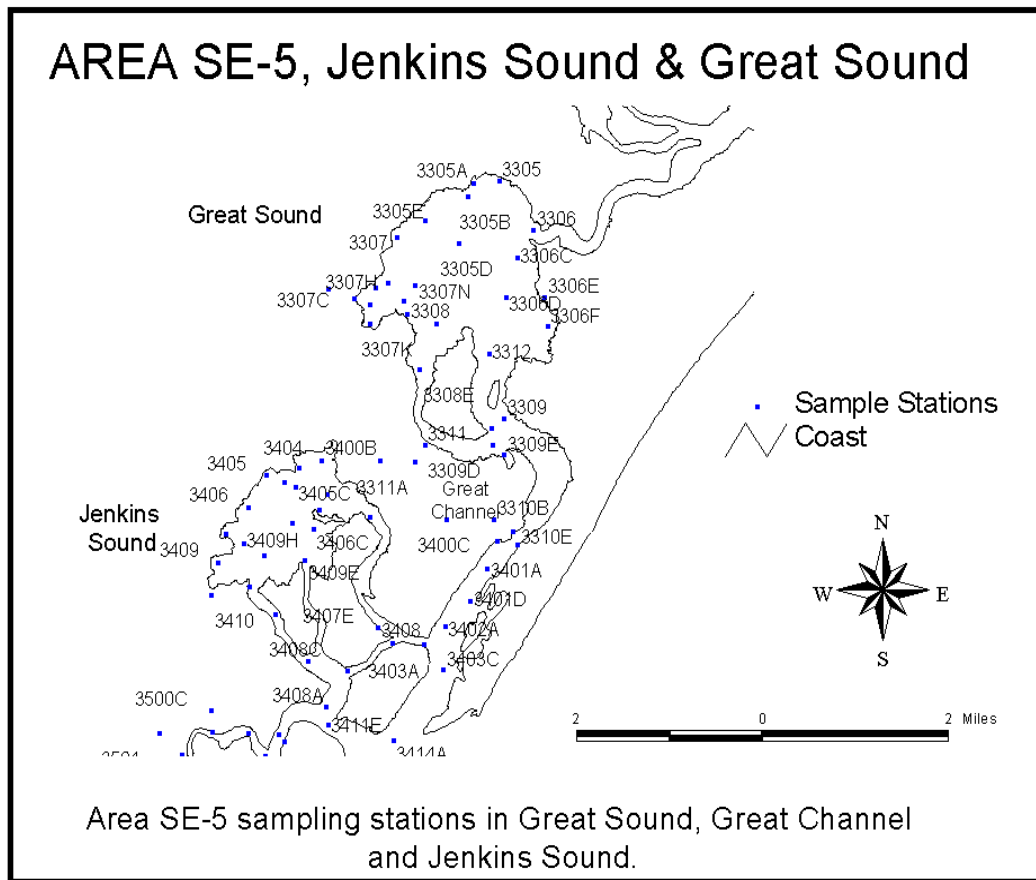 AREA SE-5, Jenkins Sound & Great Sound
3305A
3305
Great Sound
3305E
3305B
3306
3307
3306C
3305D
3307H
3307N
3306E
3307C
3306D
3308
3306F
3307K
3312
3308E
3309
Sample Stations
Coast
3311
3309E
3404
3400B
3309D
3405
3405C
3311A
Great
Channel
3406
3310B
Jenkins
Sound
3409H
3406C
3400C
3310E
3409
3409E
3401A
3401D
3410
3407E
3408
3402A
3408C
3403A
3403C
3408A
3500C
3411E
3414A
N
W
E
S
2
0
2
Miles
Area SE-5 sampling stations in Great Sound, Great Channel
and Jenkins Sound.